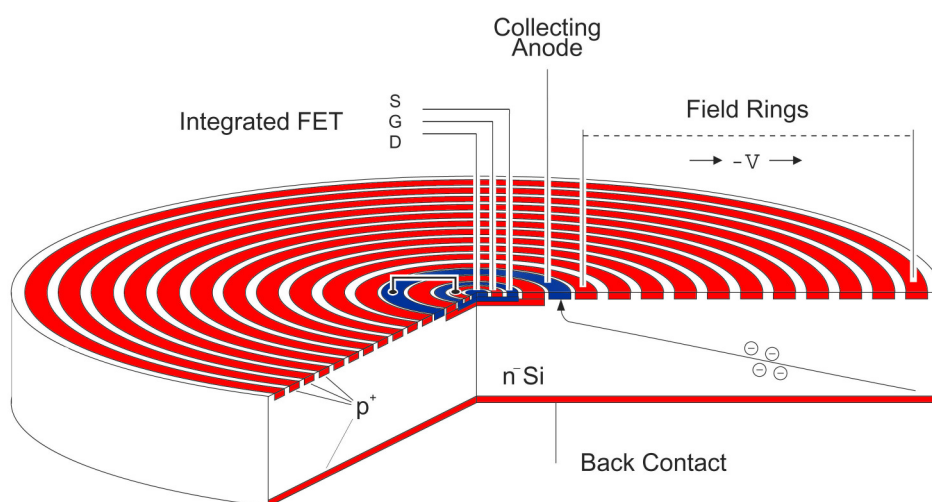 Collecting
Anode
Integrated FET
S
G
D
Field Rings
-V
n⁻Si
p⁺
Back Contact